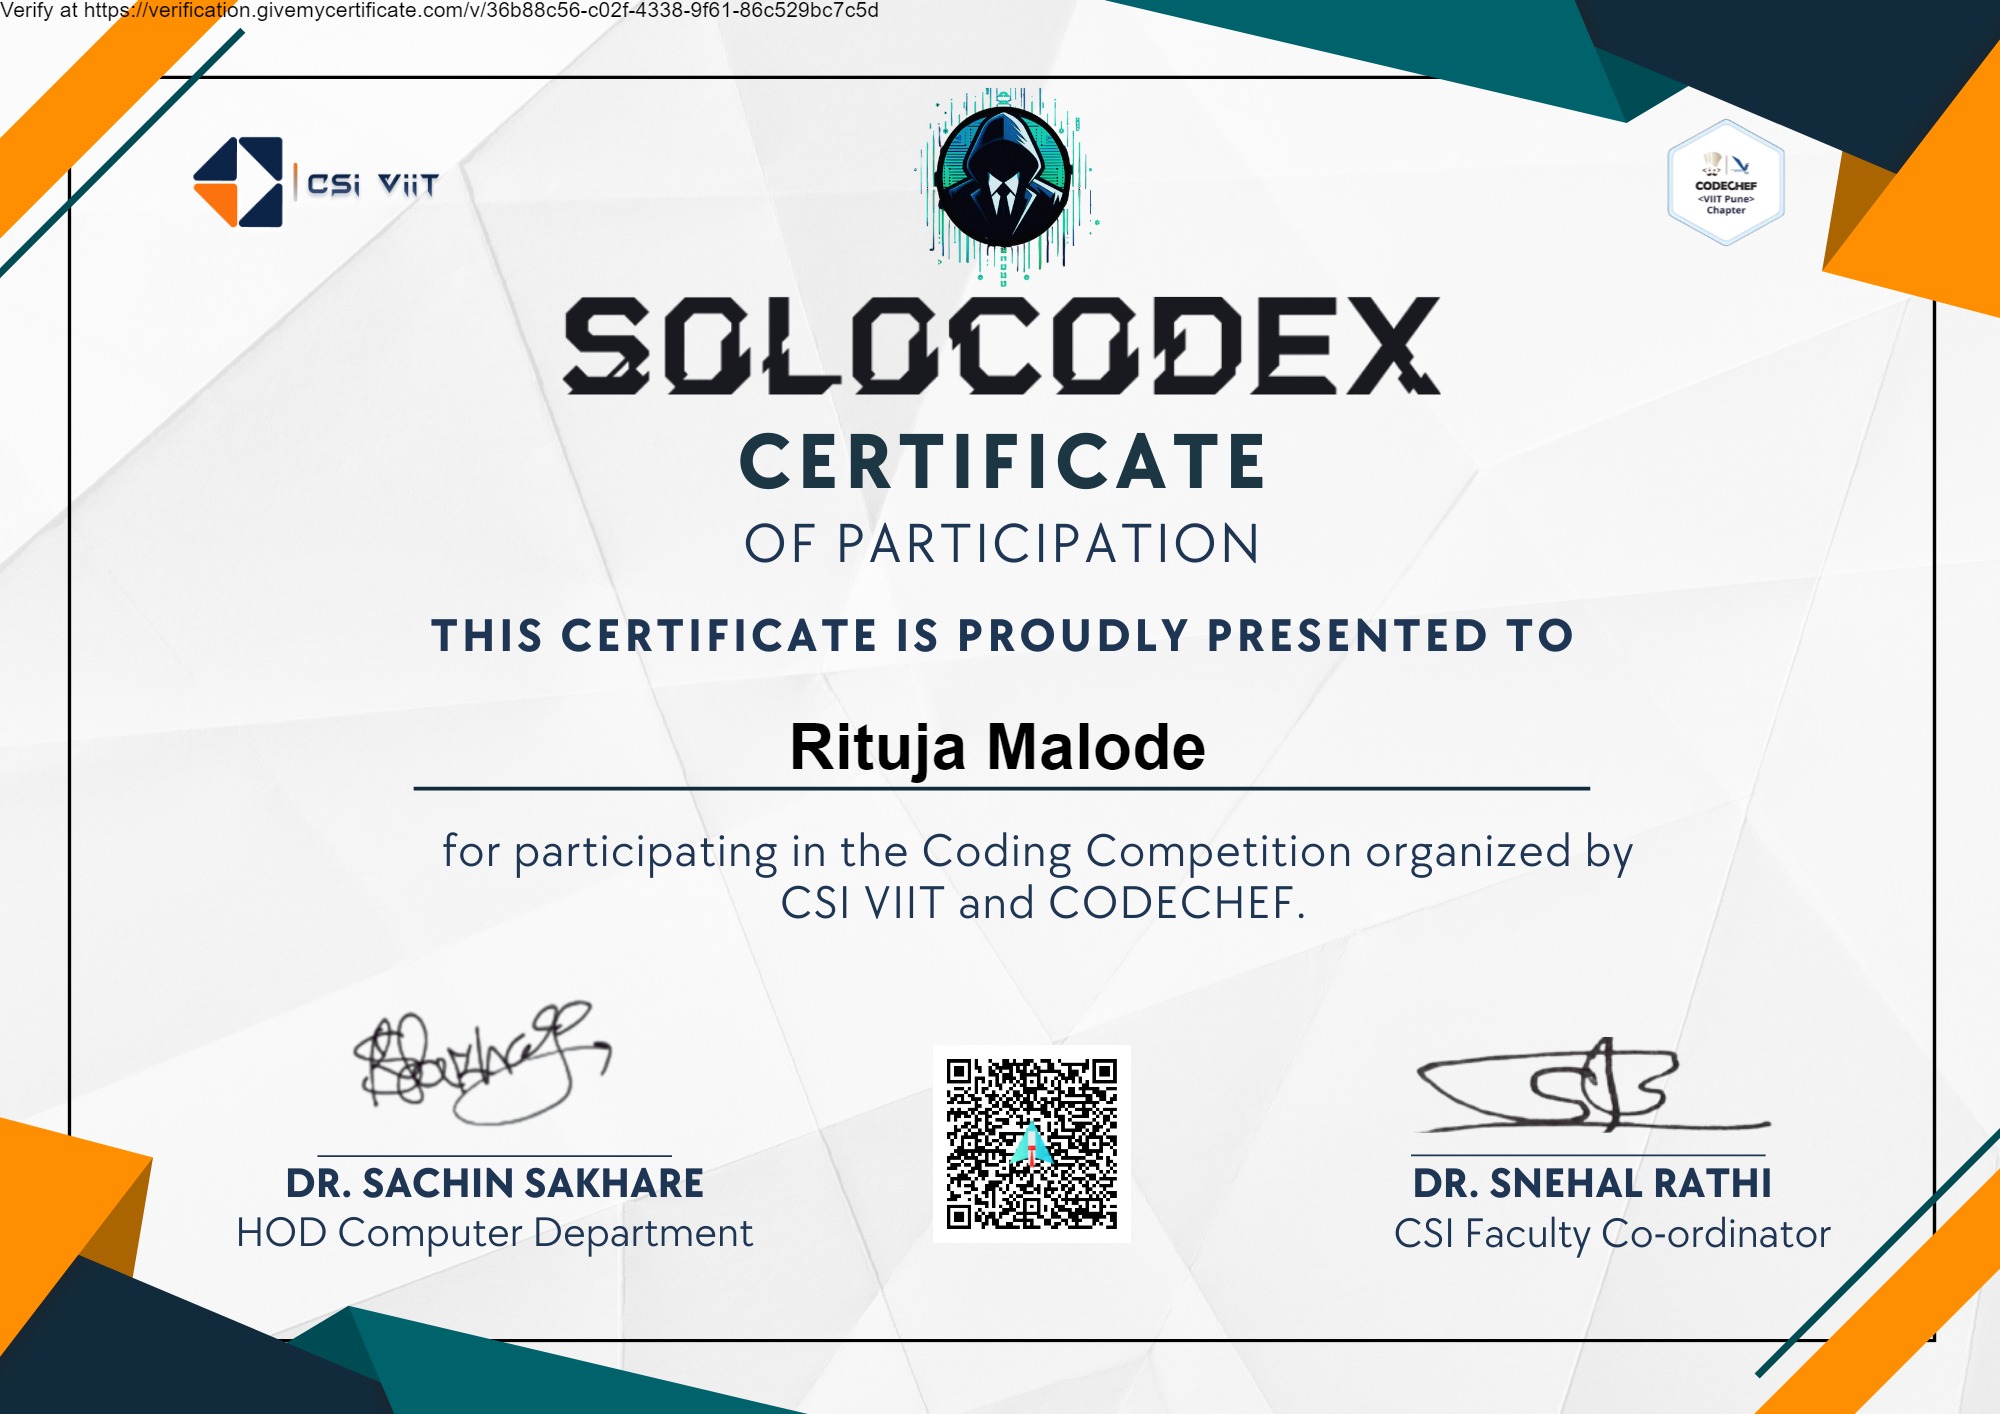 Verify at https://verification.givemycertificate.com/v/36b88c56-c02f-4338-9f61-86c529bc7c5d
CSi ViiT
CODECHEF
<VIIT Pune>
Chapter
SOLOCODEX
CERTIFICATE
OF PARTICIPATION
THIS CERTIFICATE IS PROUDLY PRESENTED TO
Rituja Malode
for participating in the Coding Competition organized by
CSI VIIT and CODECHEF.
DR. SACHIN SAKHARE
HOD Computer Department
DR. SNEHAL RATHI
CSI Faculty Co-ordinator